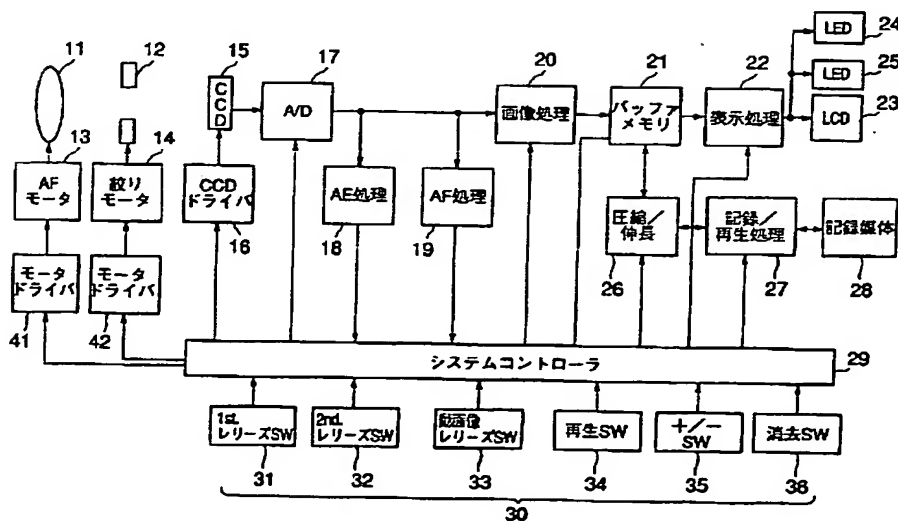 24
LED
11
12
15
17
20
21
22
25
LED
CCD
A/D
画像処理
バッファ
メモリ
表示処理
23
LCD
13
14
AF
モータ
絞り
モータ
CCD
ドライバ
16
AE処理
18
AF処理
19
圧縮/
伸長
26
記録/
再生処理
27
記録媒体
28
モータ
ドライバ
41
モータ
ドライバ
42
システムコントローラ
29
1st.
レリーズSW
2nd.
レリーズSW
動画像
レリーズSW
再生SW
+/−
SW
消去SW
31
32
33
34
35
36
30